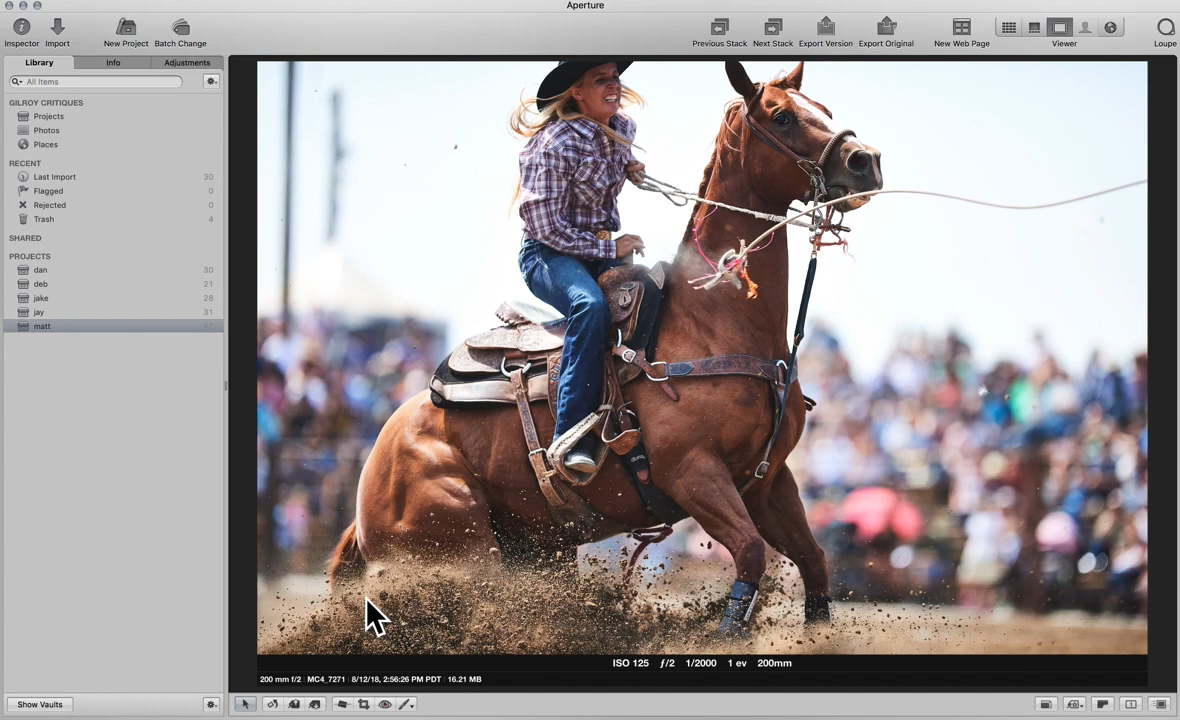 Aperture
Inspector Import New Project Batch Change Previous Stack Next Stack Export Version Export Original New Web Page Viewer Loupe
Library Info Adjustments
All Items
GILROY CRITIQUES
Projects
Photos
Places
RECENT
Last Import 30
Flagged 0
Rejected 0
Trash 4
SHARED
PROJECTS
dan 30
deb 21
jake 28
jay 31
matt
ISO 125 ƒ/2 1/2000 1 ev 200mm
200 mm f/2 MC4_7271 8/12/18, 2:56:26 PM PDT 16.21 MB
Show Vaults